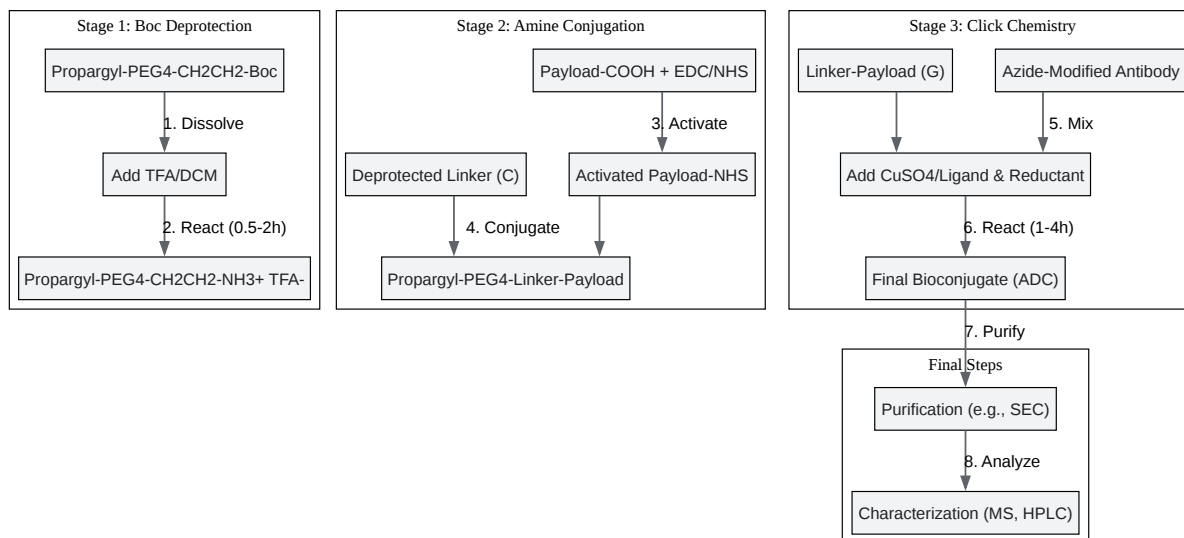 Stage 1: Boc Deprotection
Propargyl-PEG4-CH2CH2-Boc
1. Dissolve
Add TFA/DCM
2. React (0.5-2h)
Propargyl-PEG4-CH2CH2-NH3+ TFA-
Stage 2: Amine Conjugation
Payload-COOH + EDC/NHS
3. Activate
Deprotected Linker (C)
Activated Payload-NHS
4. Conjugate
Propargyl-PEG4-Linker-Payload
Stage 3: Click Chemistry
Linker-Payload (G)
Azide-Modified Antibody
5. Mix
Add CuSO4/Ligand & Reductant
6. React (1-4h)
Final Bioconjugate (ADC)
7. Purify
Final Steps
Purification (e.g., SEC)
8. Analyze
Characterization (MS, HPLC)